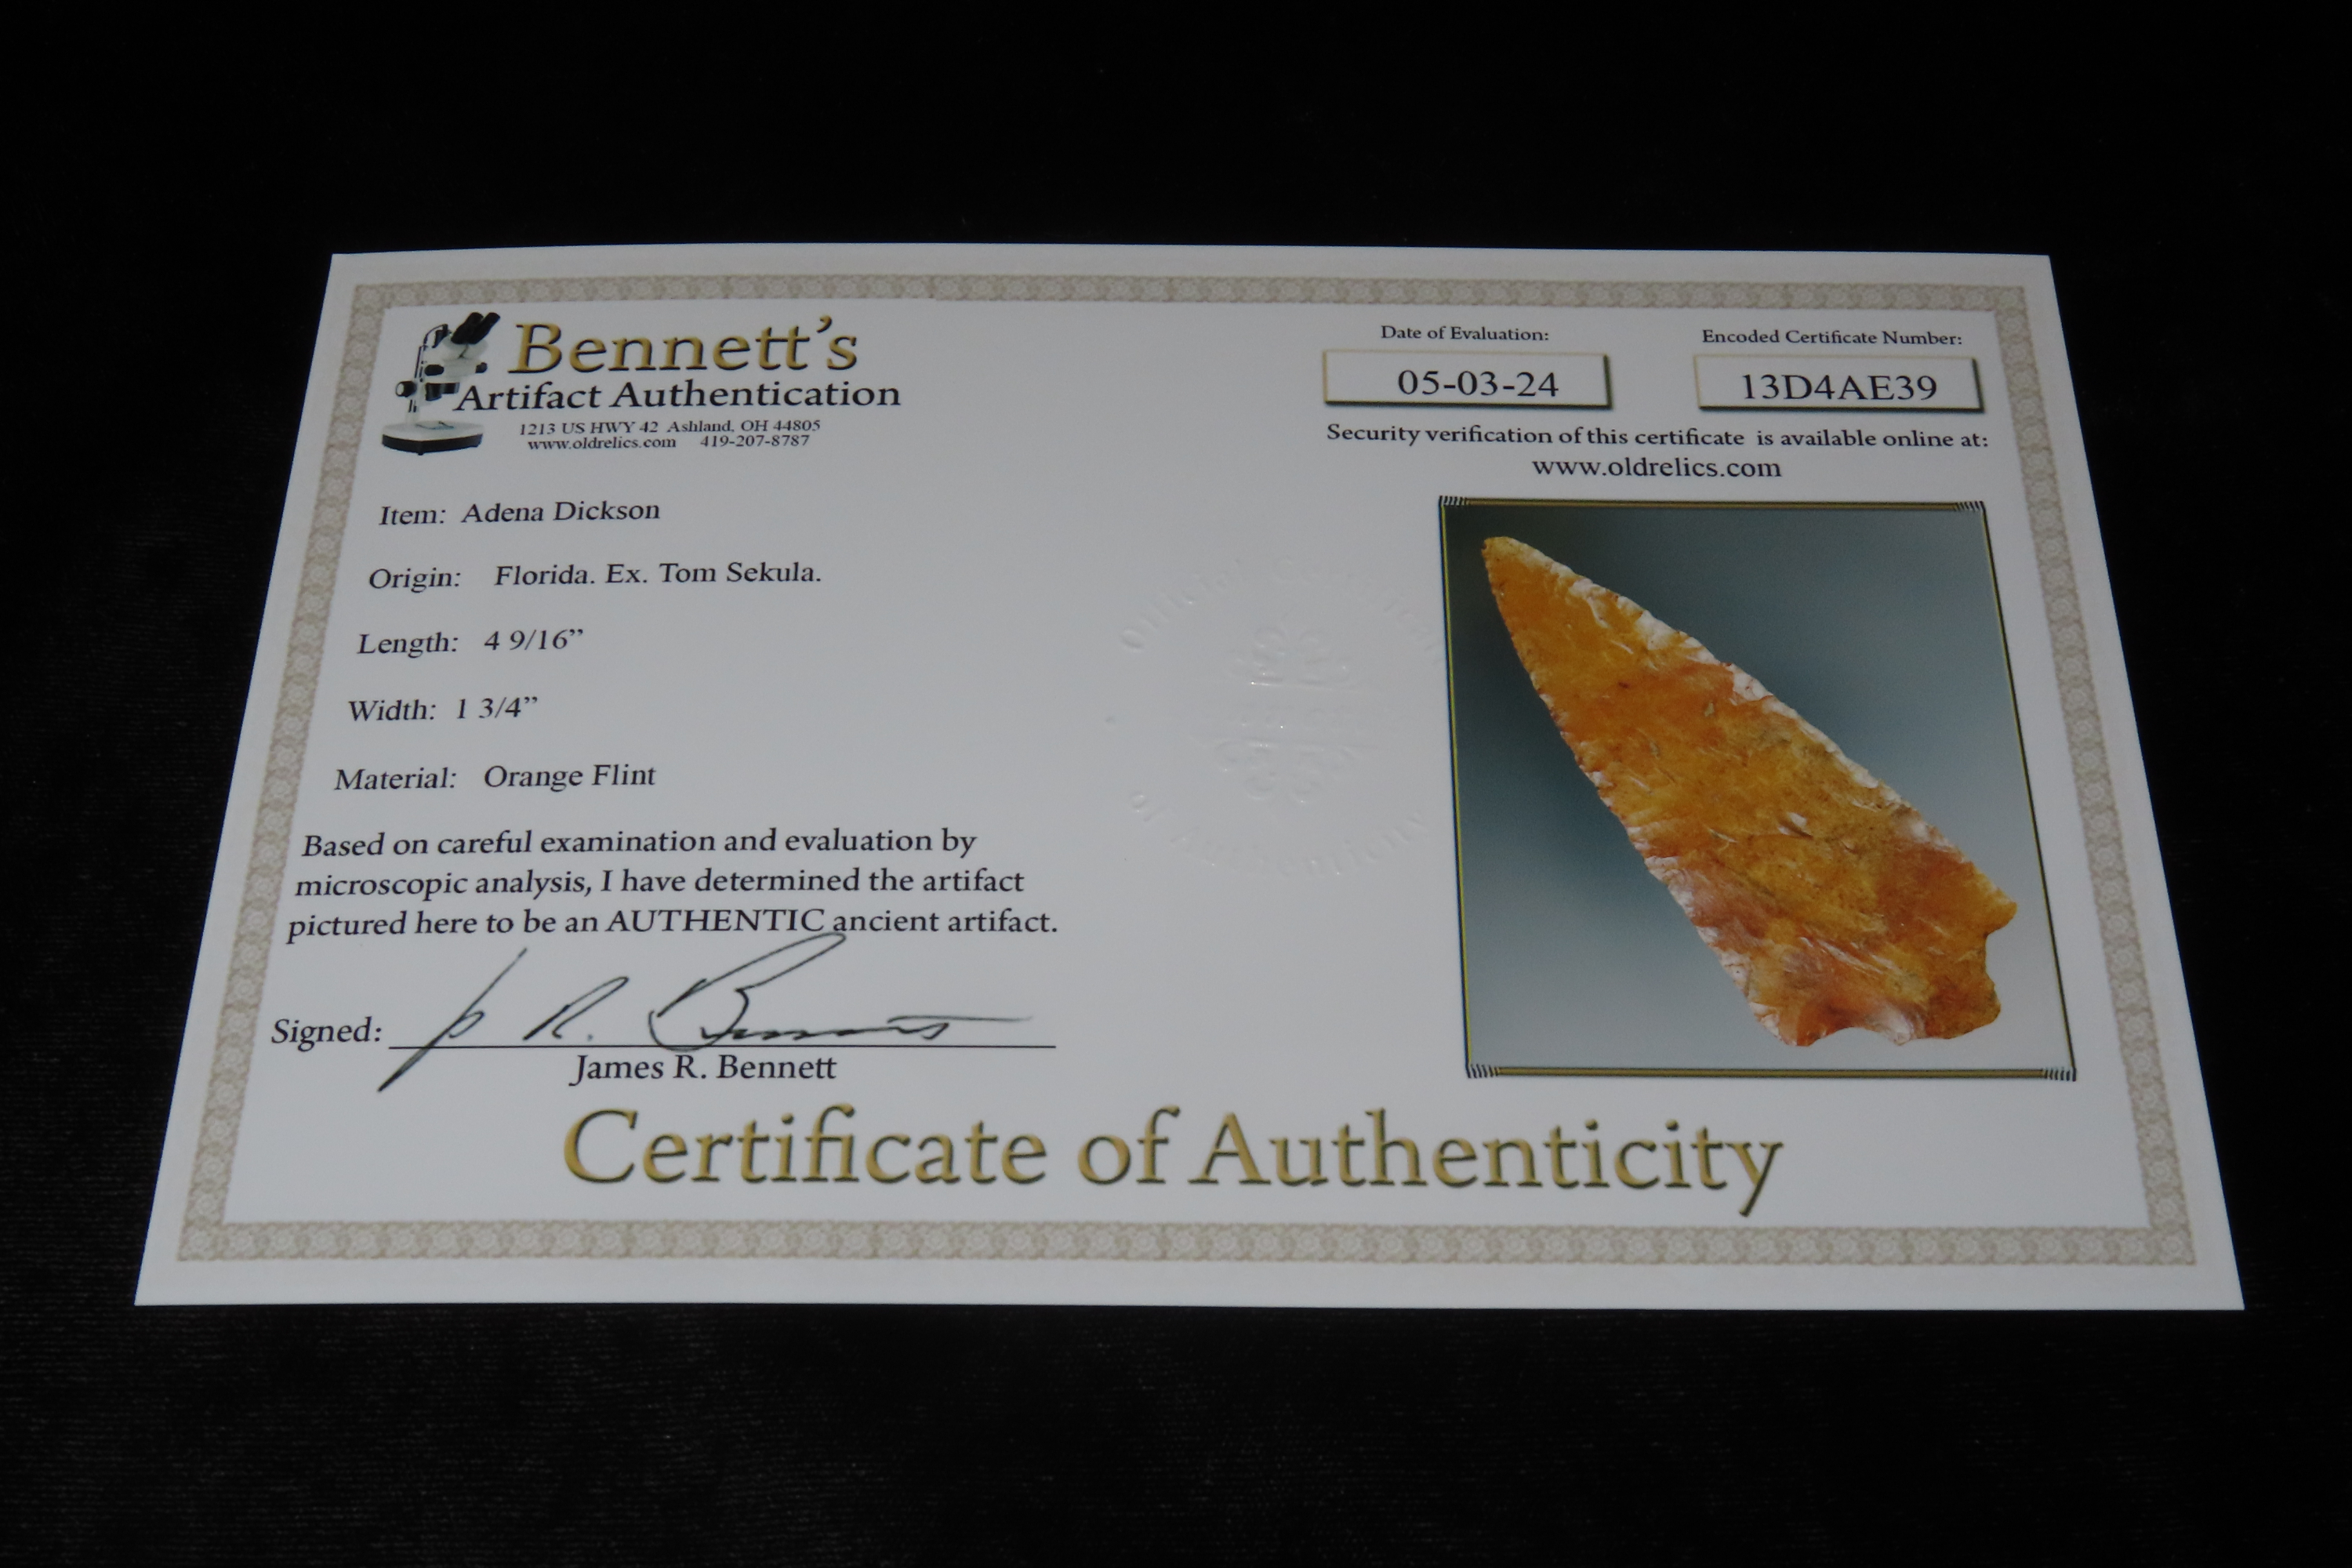 Bennett's
Artifact Authentication
1213 US HWY 42 Ashland, OH 44805
www.oldrelics.com 419-207-8787
Date of Evaluation:
05-03-24
Encoded Certificate Number:
13D4AE39
Security verification of this certificate is available online at:
www.oldrelics.com
Item: Adena Dickson
Origin: Florida. Ex. Tom Sekula.
Length: 4 9/16”
Width: 1 3/4”
Material: Orange Flint
Based on careful examination and evaluation by
microscopic analysis, I have determined the artifact
pictured here to be an AUTHENTIC ancient artifact.
Signed:
James R. Bennett
Certificate of Authenticity
of Authenticity